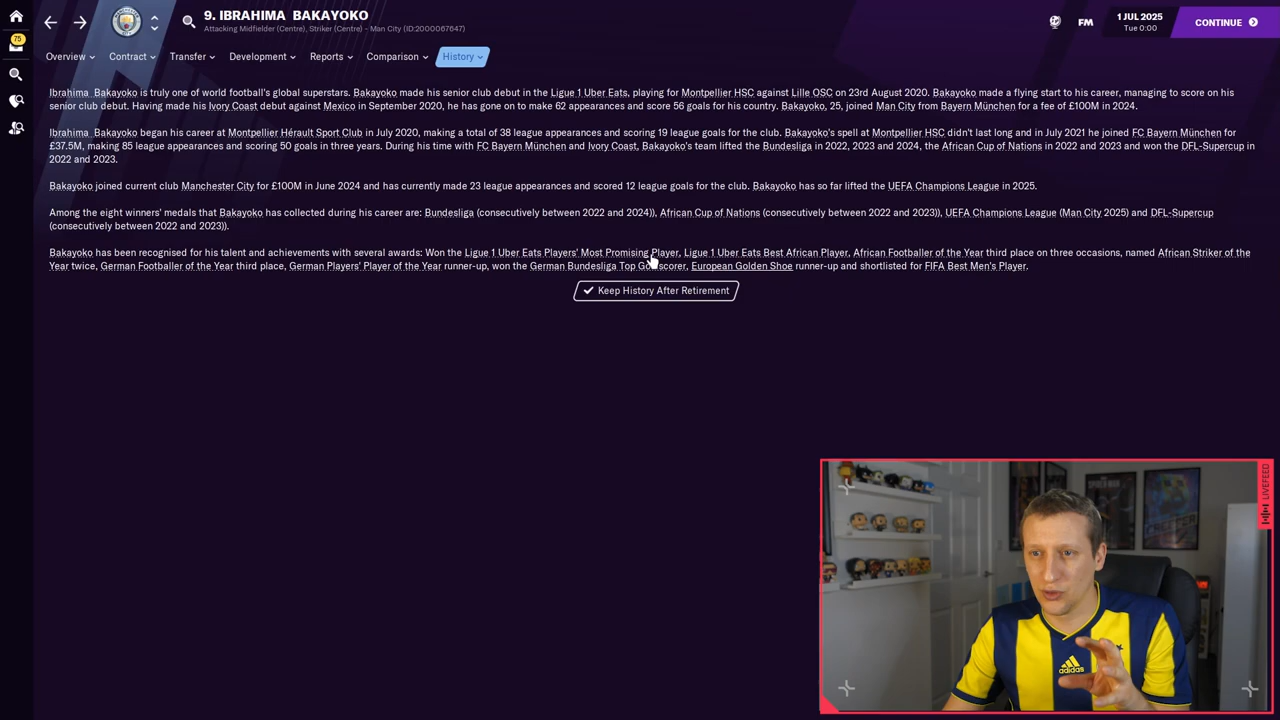 9. IBRAHIMA BAKAYOKO
Attacking Midfielder (Centre), Striker (Centre) - Man City (ID:2000067647)
FM
1 JUL 2025
Tue 0:00
CONTINUE
75
Overview
Contract
Transfer
Development
Reports
Comparison
History
Ibrahima Bakayoko is truly one of world football's global superstars. Bakayoko made his senior club debut in the Ligue 1 Uber Eats, playing for Montpellier HSC against Lille OSC on 23rd August 2020. Bakayoko made a flying start to his career, managing to score on his
senior club debut. Having made his Ivory Coast debut against Mexico in September 2020, he has gone on to make 62 appearances and score 56 goals for his country. Bakayoko, 25, joined Man City from Bayern München for a fee of £100M in 2024.
Ibrahima Bakayoko began his career at Montpellier Hérault Sport Club in July 2020, making a total of 38 league appearances and scoring 19 league goals for the club. Bakayoko's spell at Montpellier HSC didn't last long and in July 2021 he joined FC Bayern München for
£37.5M, making 85 league appearances and scoring 50 goals in three years. During his time with FC Bayern München and Ivory Coast, Bakayoko's team lifted the Bundesliga in 2022, 2023 and 2024, the African Cup of Nations in 2022 and 2023 and won the DFL-Supercup in
2022 and 2023.
Bakayoko joined current club Manchester City for £100M in June 2024 and has currently made 23 league appearances and scored 12 league goals for the club. Bakayoko has so far lifted the UEFA Champions League in 2025.
Among the eight winners' medals that Bakayoko has collected during his career are: Bundesliga (consecutively between 2022 and 2024)), African Cup of Nations (consecutively between 2022 and 2023)), UEFA Champions League (Man City 2025) and DFL-Supercup
(consecutively between 2022 and 2023)).
Bakayoko has been recognised for his talent and achievements with several awards: Won the Ligue 1 Uber Eats Players' Most Promising Player, Ligue 1 Uber Eats Best African Player, African Footballer of the Year third place on three occasions, named African Striker of the
Year twice, German Footballer of the Year third place, German Players' Player of the Year runner-up, won the German Bundesliga Top Goalscorer, European Golden Shoe runner-up and shortlisted for FIFA Best Men's Player.
Keep History After Retirement
LIVEFEED
adidas